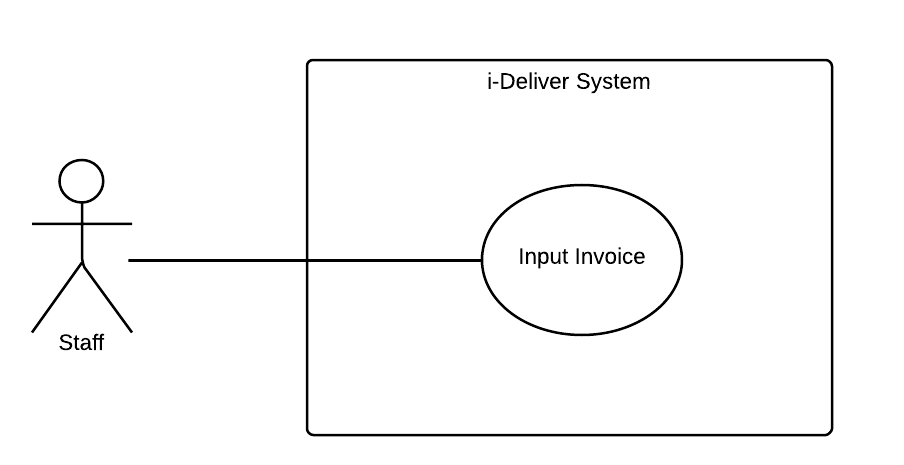 i-Deliver System
Input Invoice
Staff